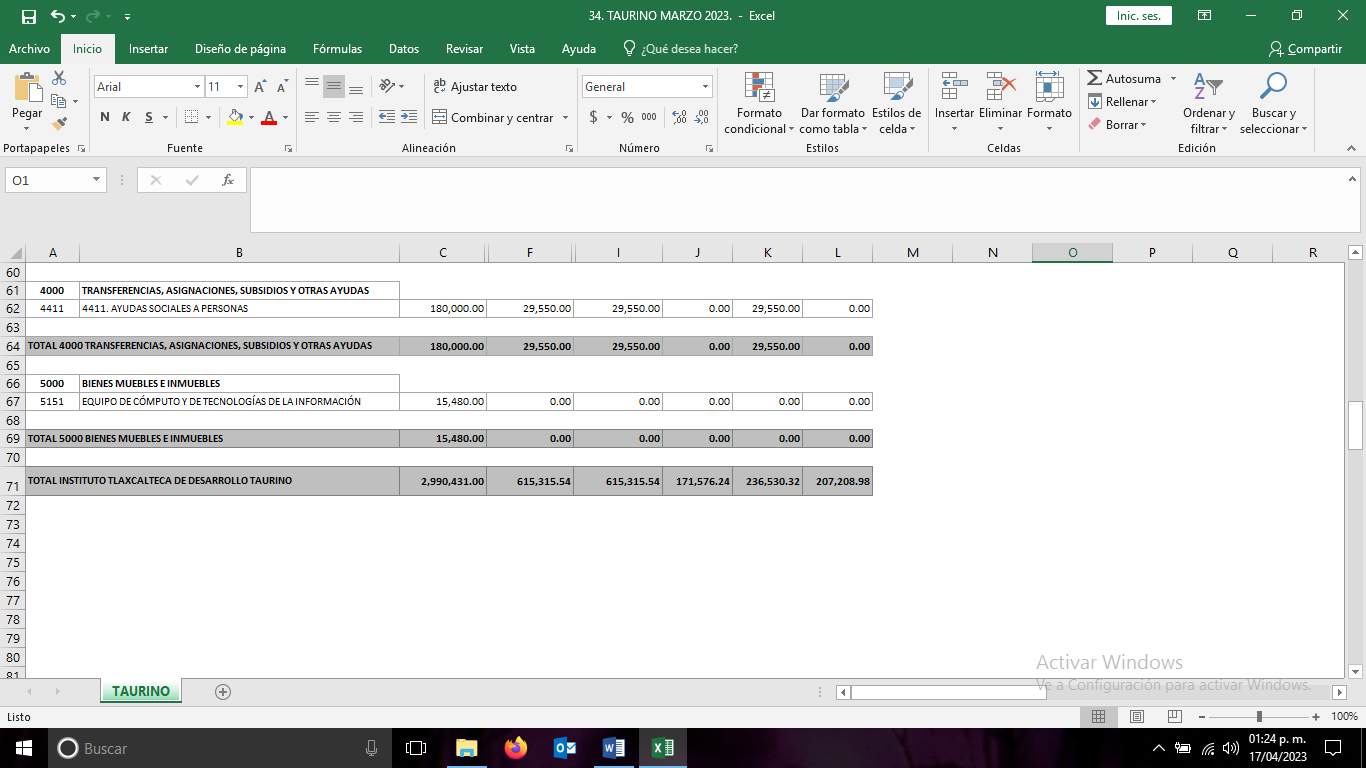 34. TAURINO MARZO 2023. - Excel
Inic. ses.
Archivo Inicio Insertar Diseño de página Fórmulas Datos Revisar Vista Ayuda ¿Qué desea hacer? Compartir
Pegar
Portapapeles
Arial 11
N K S
Fuente
Ajustar texto
Combinar y centrar
Alineación
General
$ % 000
Número
Formato condicional
Dar formato como tabla
Estilos de celda
Estilos
Insertar Eliminar Formato
Celdas
Autosuma
Rellenar
Borrar
Ordenar y filtrar
Buscar y seleccionar
Edición
O1 fx
A B C F I J K L M N O P Q R
60
61 4000 TRANSFERENCIAS, ASIGNACIONES, SUBSIDIOS Y OTRAS AYUDAS
62 4411 4411. AYUDAS SOCIALES A PERSONAS 180,000.00 29,550.00 29,550.00 0.00 29,550.00 0.00
63
64 TOTAL 4000 TRANSFERENCIAS, ASIGNACIONES, SUBSIDIOS Y OTRAS AYUDAS 180,000.00 29,550.00 29,550.00 0.00 29,550.00 0.00
65
66 5000 BIENES MUEBLES E INMUEBLES
67 5151 EQUIPO DE CÓMPUTO Y DE TECNOLOGÍAS DE LA INFORMACIÓN 15,480.00 0.00 0.00 0.00 0.00 0.00
68
69 TOTAL 5000 BIENES MUEBLES E INMUEBLES 15,480.00 0.00 0.00 0.00 0.00 0.00
70
71 TOTAL INSTITUTO TLAXCALTECA DE DESARROLLO TAURINO 2,990,431.00 615,315.54 615,315.54 171,576.24 236,530.32 207,208.98
72
73
74
75
76
77
78
79
80
81
Activar Windows
Ve a Configuración para activar Windows.
TAURINO
Listo 100%
Buscar
01:24 p. m.
17/04/2023